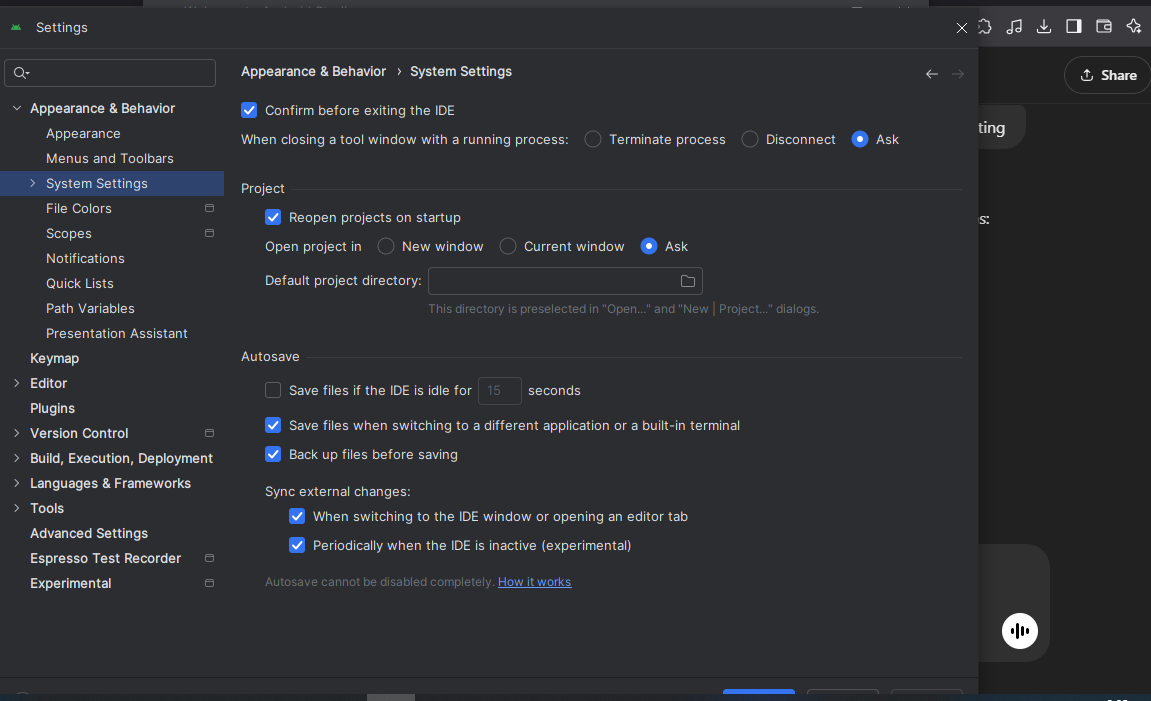 Settings
Share
Appearance & Behavior › System Settings
Appearance & Behavior
Appearance
Menus and Toolbars
System Settings
File Colors
Scopes
Notifications
Quick Lists
Path Variables
Presentation Assistant
Keymap
Editor
Plugins
Version Control
Build, Execution, Deployment
Languages & Frameworks
Tools
Advanced Settings
Espresso Test Recorder
Experimental
Confirm before exiting the IDE
When closing a tool window with a running process: Terminate process Disconnect Ask
Project
Reopen projects on startup
Open project in New window Current window Ask
Default project directory:
This directory is preselected in "Open..." and "New | Project..." dialogs.
Autosave
Save files if the IDE is idle for 15 seconds
Save files when switching to a different application or a built-in terminal
Back up files before saving
Sync external changes:
When switching to the IDE window or opening an editor tab
Periodically when the IDE is inactive (experimental)
Autosave cannot be disabled completely. How it works
ting
s: